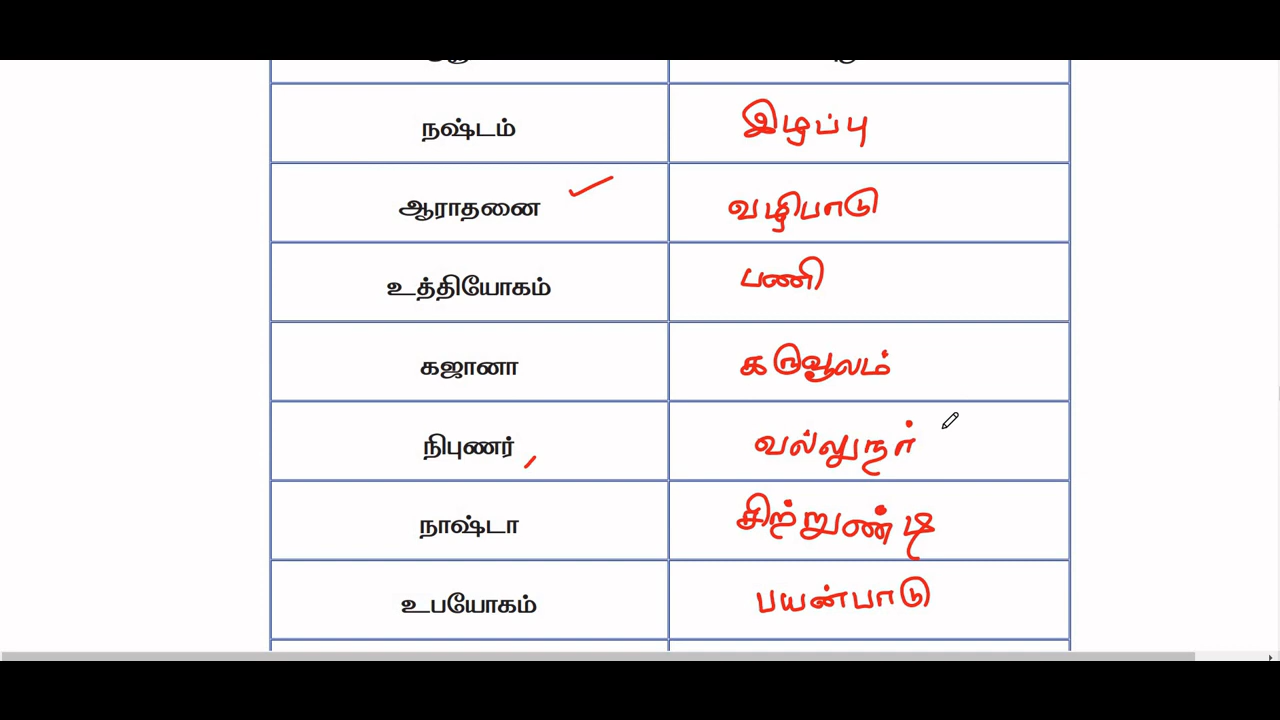 நஷ்டம் இழப்பு
ஆராதனை வழிபாடு
உத்தியோகம் பணி
கஜானா கருவூலம்
நிபுணர் வல்லுநர்
நாஷ்டா சிற்றுண்டி
உபயோகம் பயன்பாடு